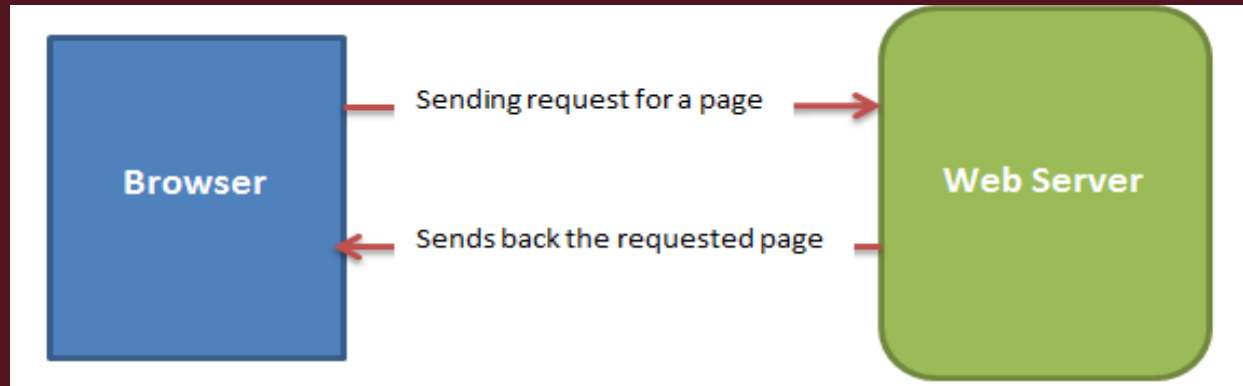 Sending request for a page
Browser
Web Server
Sends back the requested page